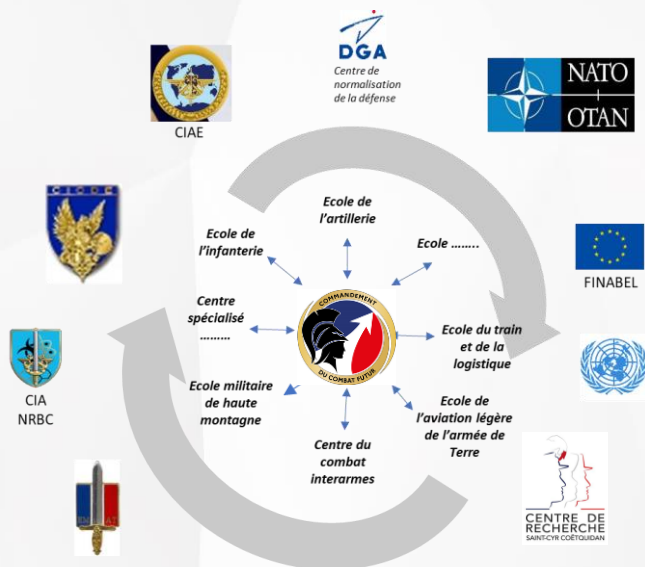 DGA
Centre de
normalisation
de la défense
NATO
OTAN
CIAE
Ecole de
l'artillerie
Ecole de
l'infanterie
Ecole ........
CICDE
FINABEL
Centre
spécialisé
.........
COMMANDEMENT
DU COMBAT FUTUR
Ecole du train
et de la
logistique
CIA
NRBC
Ecole militaire
de haute
montagne
Ecole de
l'aviation légère
de l'armée de
Terre
Centre du
combat
interarmes
CENTRE DE
RECHERCHE
SAINT-CYR COËTQUIDAN